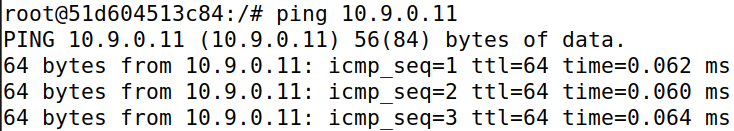 root@51d604513c84:/# ping 10.9.0.11
PING 10.9.0.11 (10.9.0.11) 56(84) bytes of data.
64 bytes from 10.9.0.11: icmp_seq=1 ttl=64 time=0.062 ms
64 bytes from 10.9.0.11: icmp_seq=2 ttl=64 time=0.060 ms
64 bytes from 10.9.0.11: icmp_seq=3 ttl=64 time=0.064 ms